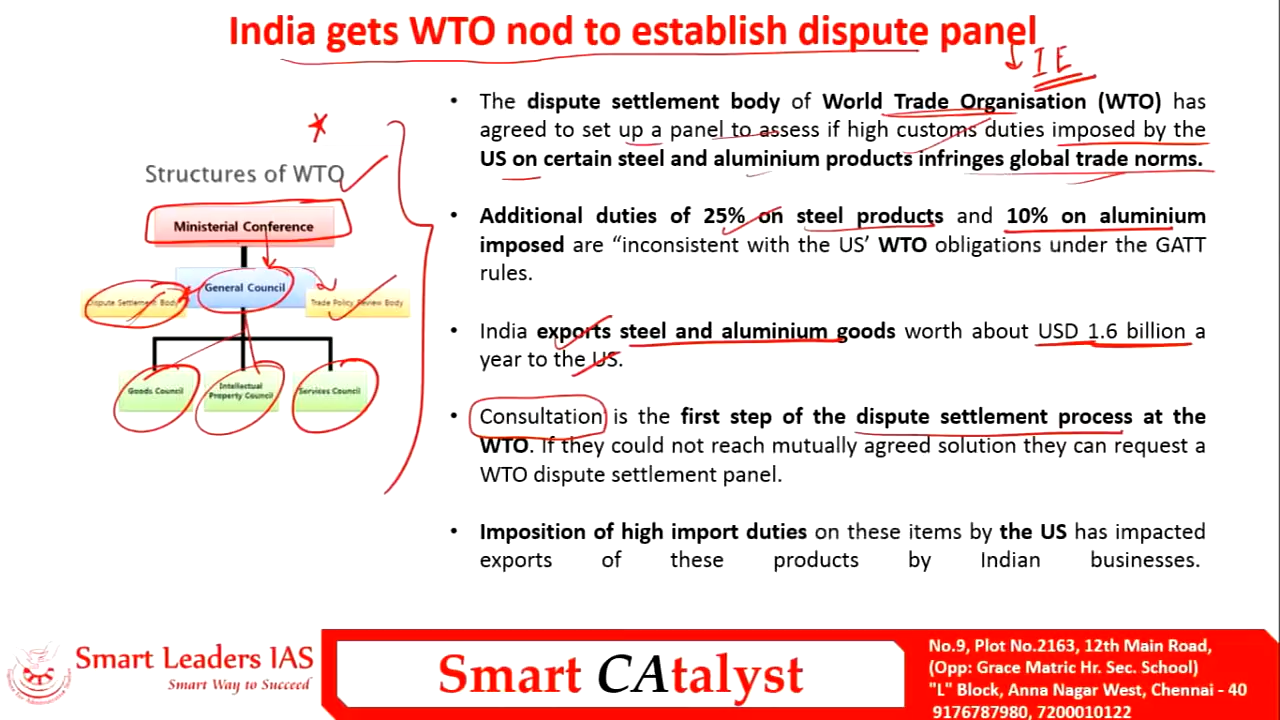 India gets WTO nod to establish dispute panel
IE
• The dispute settlement body of World Trade Organisation (WTO) has
agreed to set up a panel to assess if high customs duties imposed by the
US on certain steel and aluminium products infringes global trade norms.
Structures of WTO
Ministerial Conference
General Council
Dispute Settlement Body
Trade Policy Review Body
Goods Council
Intellectual
Property Council
Services Council
• Additional duties of 25% on steel products and 10% on aluminium
imposed are “inconsistent with the US’ WTO obligations under the GATT
rules.
• India exports steel and aluminium goods worth about USD 1.6 billion a
year to the US.
• Consultation is the first step of the dispute settlement process at the
WTO. If they could not reach mutually agreed solution they can request a
WTO dispute settlement panel.
• Imposition of high import duties on these items by the US has impacted
exports of these products by Indian businesses.
Smart Leaders IAS
Smart Way to Succeed
Smart CAtalyst
No.9, Plot No.2163, 12th Main Road,
(Opp: Grace Matric Hr. Sec. School)
"L" Block, Anna Nagar West, Chennai - 40
9176787980, 7200010122